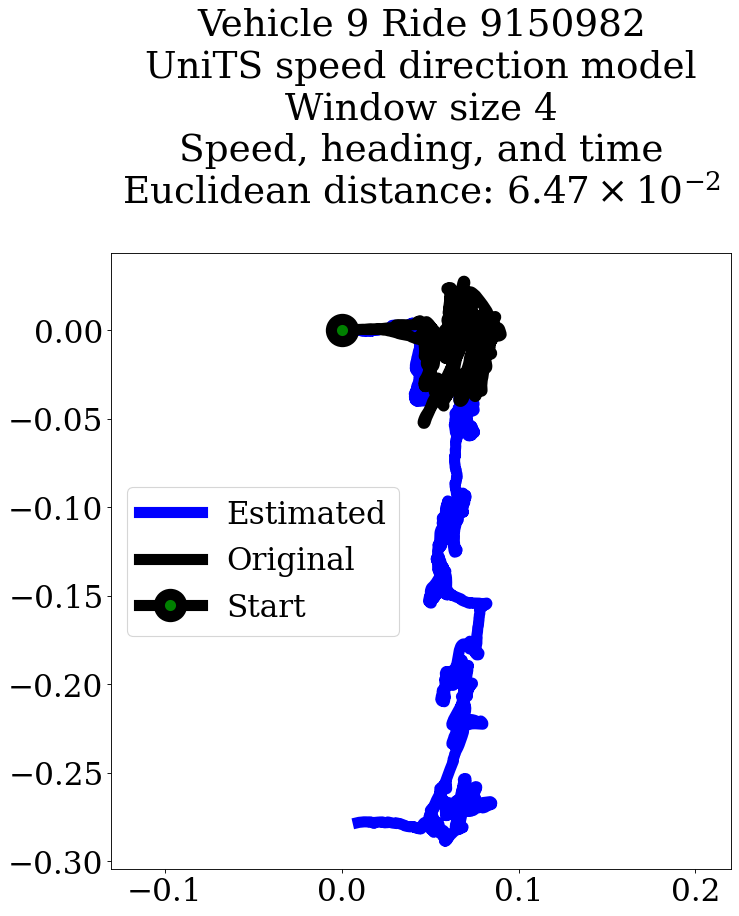 Vehicle 9 Ride 9150982
UniTS speed direction model
Window size 4
Speed, heading, and time
Euclidean distance: 6.47 × 10⁻²
0.00
−0.05
−0.10
−0.15
−0.20
−0.25
−0.30
Estimated
Original
Start
−0.1
0.0
0.1
0.2